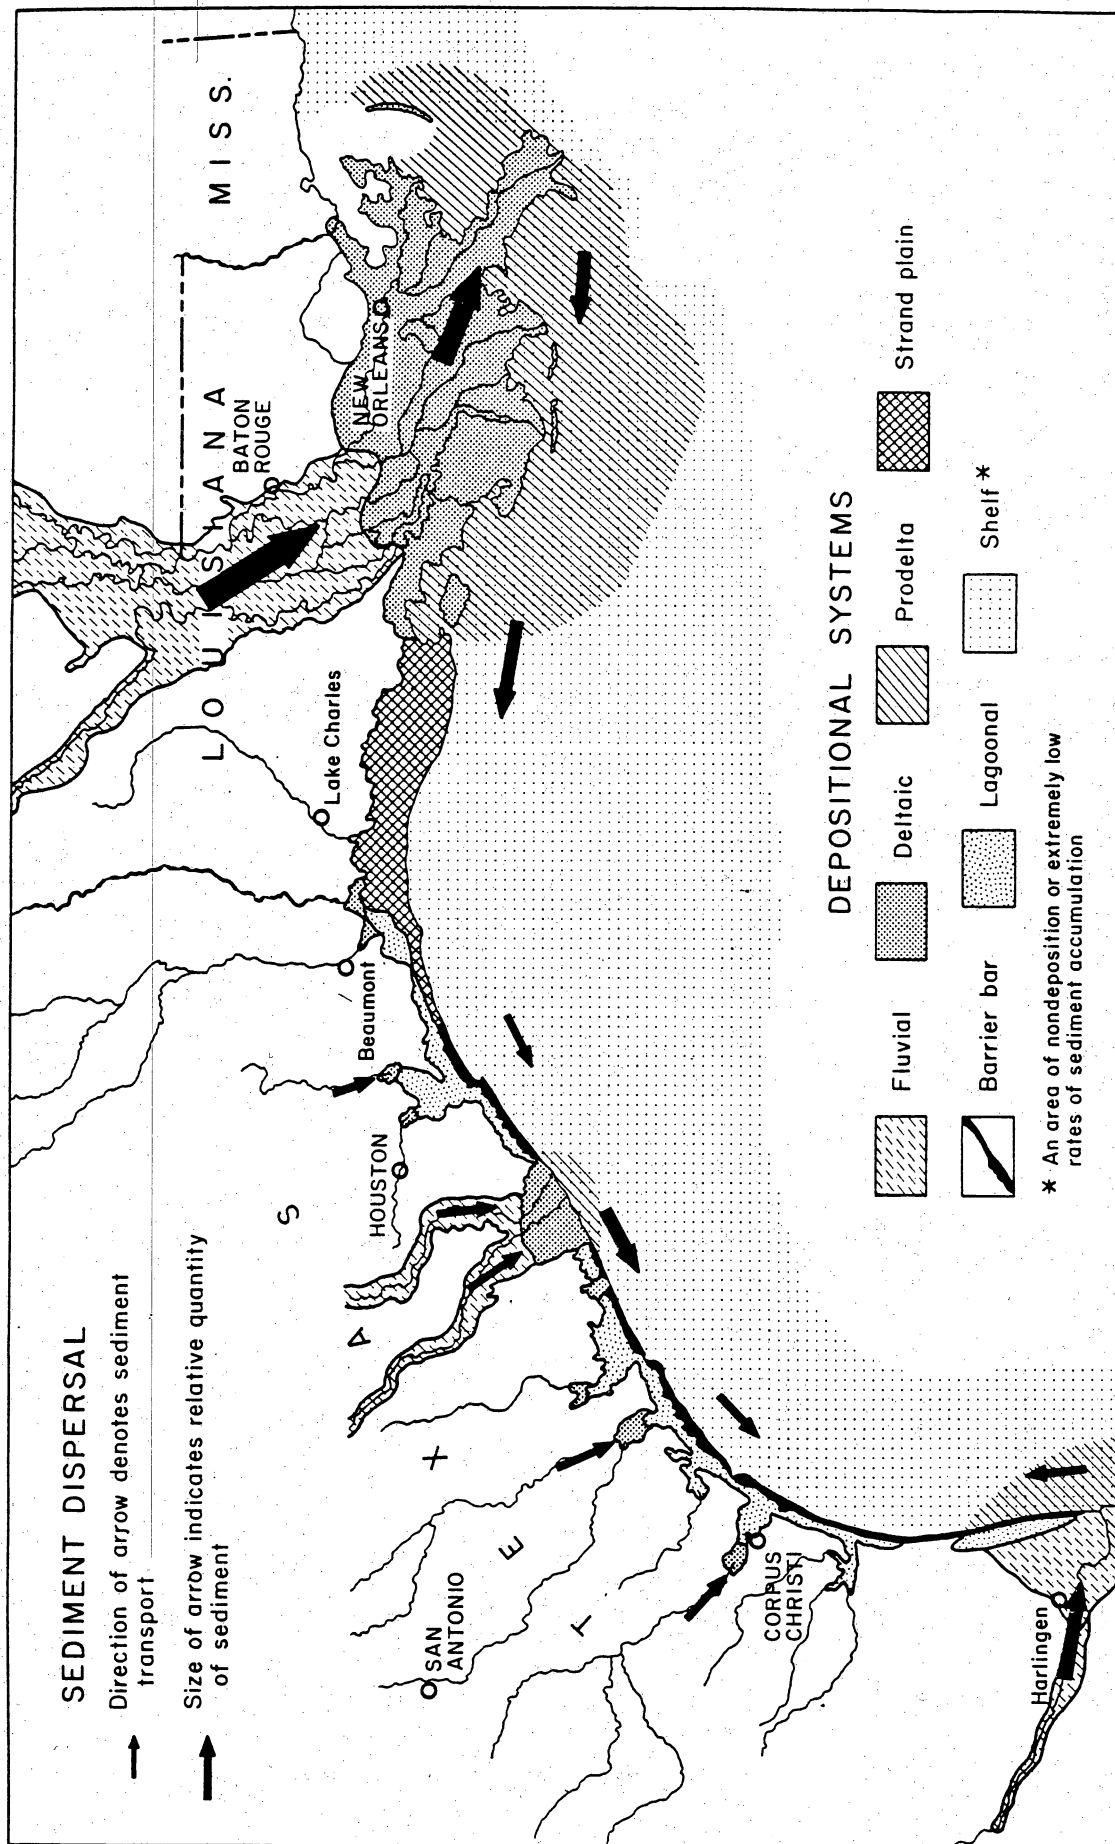 SEDIMENT DISPERSAL
Direction of arrow denotes sediment
transport
Size of arrow indicates relative quantity
of sediment
LOUISIANA
MISS.
BATON
ROUGE
NEW
ORLEANS
Lake Charles
Beaumont
HOUSTON
TEXAS
SAN
ANTONIO
CORPUS
CHRISTI
Harlingen
DEPOSITIONAL SYSTEMS
Fluvial
Deltaic
Prodelta
Strand plain
Barrier bar
Lagoonal
Shelf *
* An area of nondeposition or extremely low
rates of sediment accumulation